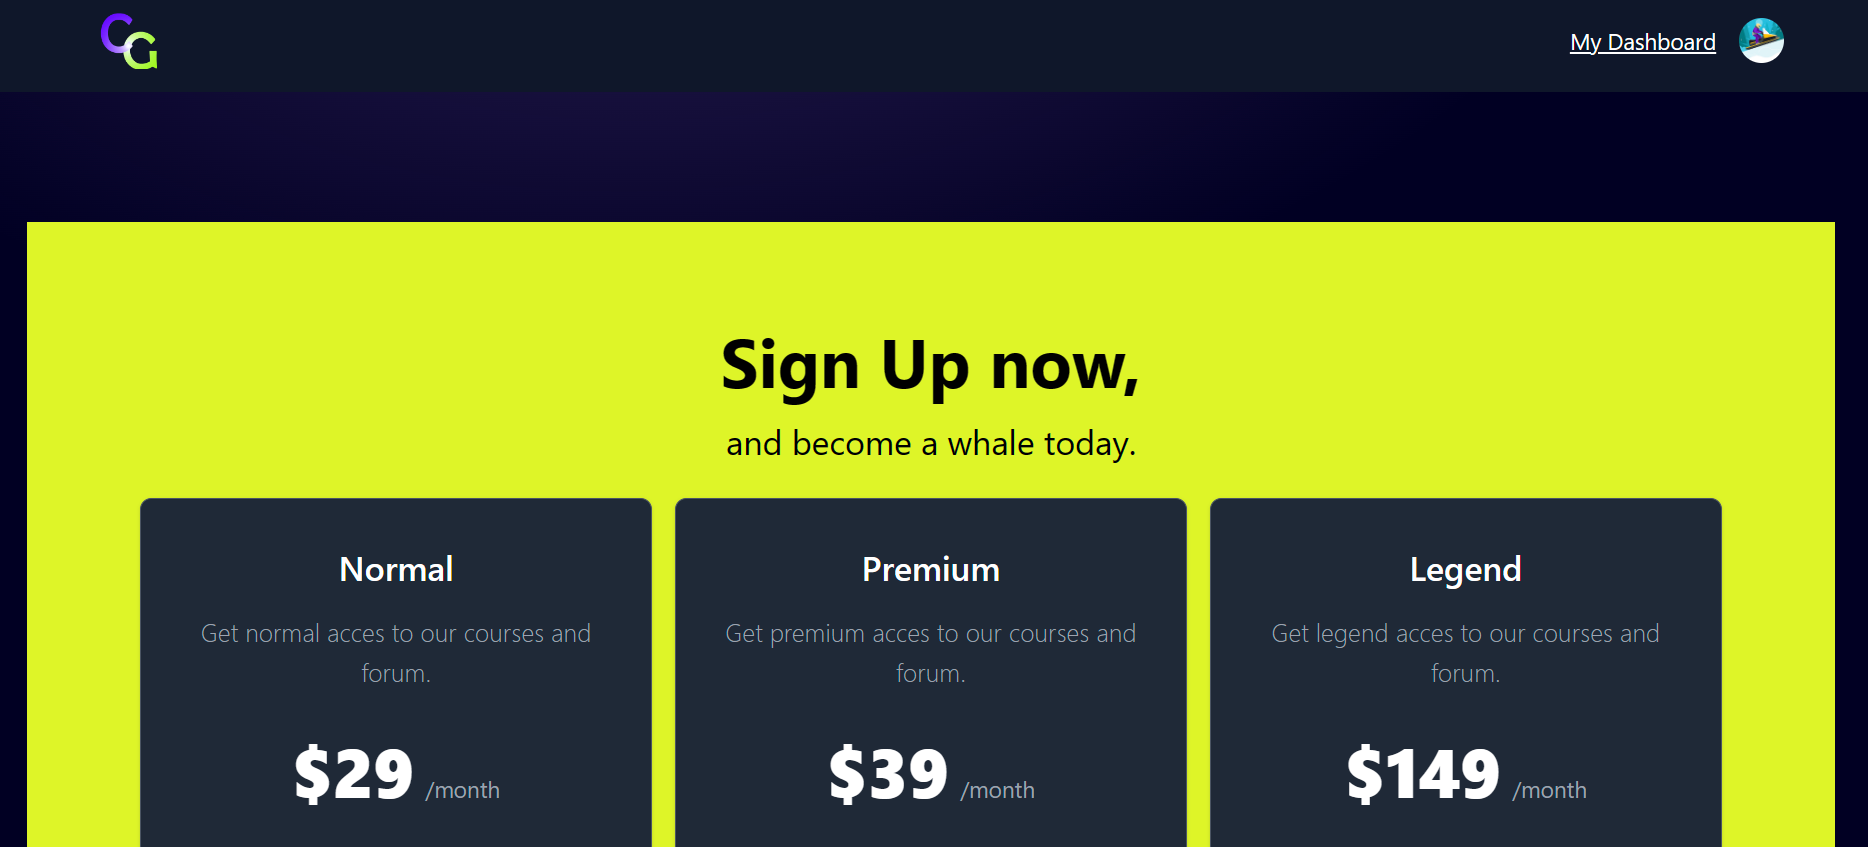 CG
My Dashboard
Sign Up now,
and become a whale today.
Normal
Get normal acces to our courses and
forum.
$29 /month
Premium
Get premium acces to our courses and
forum.
$39 /month
Legend
Get legend acces to our courses and
forum.
$149 /month